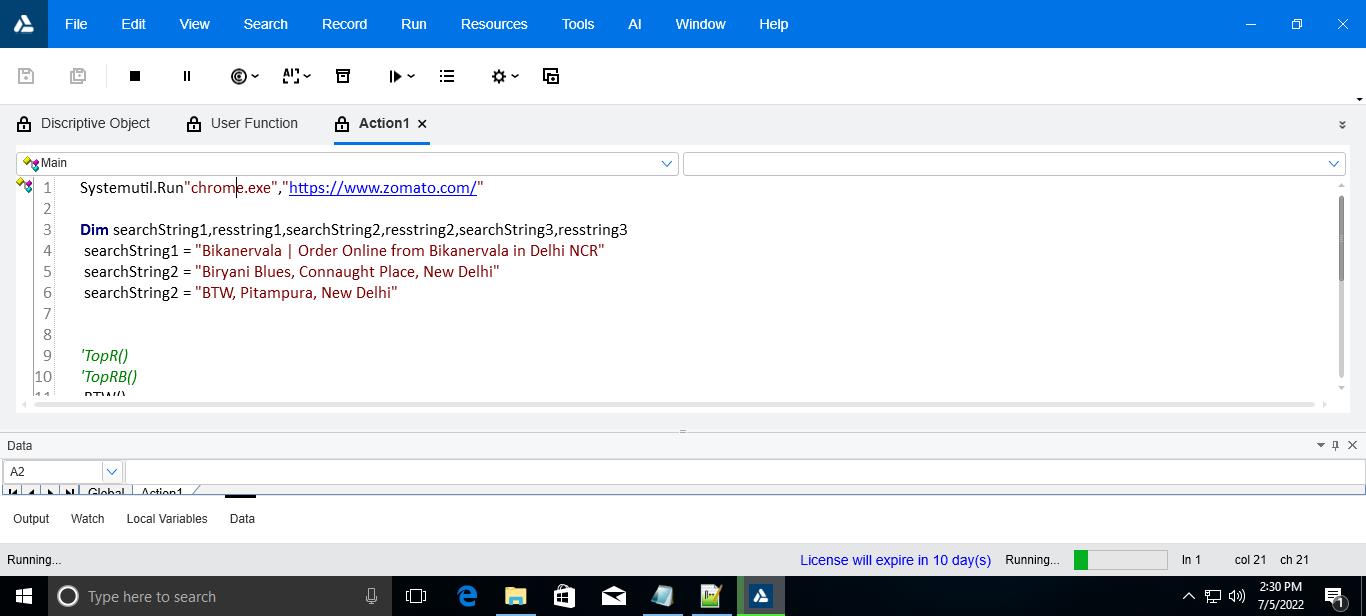 File Edit View Search Record Run Resources Tools AI Window Help
Discriptive Object User Function Action1
Main
1 Systemutil.Run"chrome.exe","https://www.zomato.com/"
2
3 Dim searchString1,resstring1,searchString2,resstring2,searchString3,resstring3
4 searchString1 = "Bikanervala | Order Online from Bikanervala in Delhi NCR"
5 searchString2 = "Biryani Blues, Connaught Place, New Delhi"
6 searchString2 = "BTW, Pitampura, New Delhi"
7
8
9 'TopR()
10 'TopRB()
11 BTW()
Data
A2
Global Action1
Output Watch Local Variables Data
Running... License will expire in 10 day(s) Running... ln 1 col 21 ch 21
Type here to search 2:30 PM
7/5/2022 1